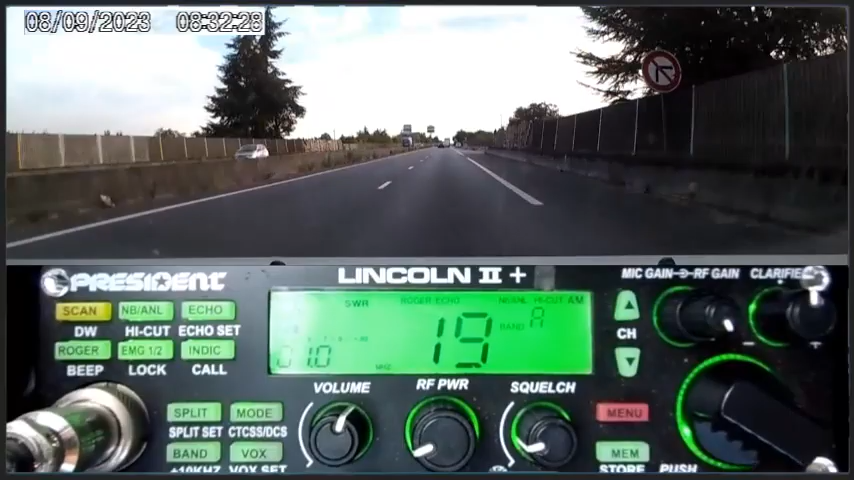 08/09/2023 08:32:28
PRESIDENT LINCOLN II + MIC GAIN RF GAIN CLARIFIER
SCAN NB/ANL ECHO
DW HI-CUT ECHO SET
ROGER EMG 1/2 INDIC
BEEP LOCK CALL
SWR ROGER ECHO NB/ANL HI-CUT AM
19 BAND A
CH
VOLUME RF PWR SQUELCH
SPLIT MODE
SPLIT SET CTCSS/DCS
BAND VOX
+10KHZ VOX SET
MENU
MEM
STORE PUSH